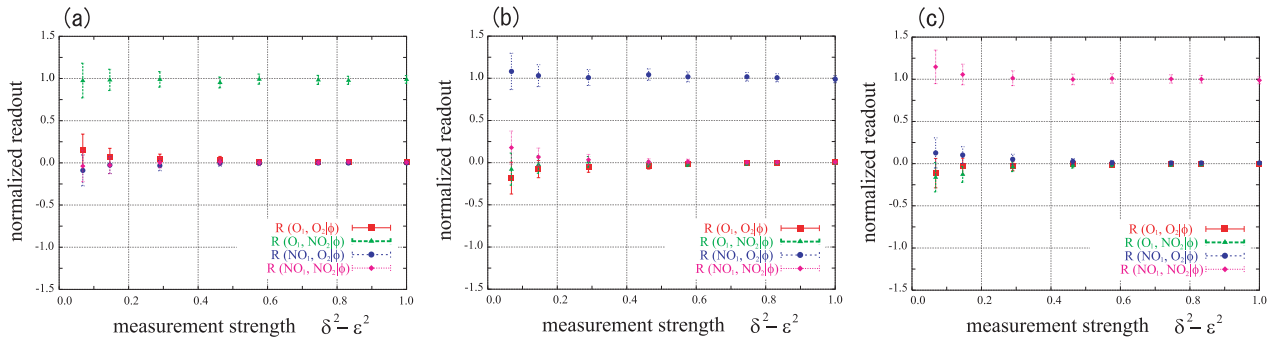 (a)
normalized readout
1.5
1.0
0.5
0.0
-0.5
-1.0
-1.5
R (O₁, O₂|ϕ)
R (O₁, NO₂|ϕ)
R (NO₁, O₂|ϕ)
R (NO₁, NO₂|ϕ)
0.0 0.2 0.4 0.6 0.8 1.0
measurement strength δ² − ε²
(b)
normalized readout
1.5
1.0
0.5
0.0
-0.5
-1.0
-1.5
R (O₁, O₂|ϕ)
R (O₁, NO₂|ϕ)
R (NO₁, O₂|ϕ)
R (NO₁, NO₂|ϕ)
0.0 0.2 0.4 0.6 0.8 1.0
measurement strength δ² − ε²
(c)
normalized readout
1.5
1.0
0.5
0.0
-0.5
-1.0
-1.5
R (O₁, O₂|ϕ)
R (O₁, NO₂|ϕ)
R (NO₁, O₂|ϕ)
R (NO₁, NO₂|ϕ)
0.0 0.2 0.4 0.6 0.8 1.0
measurement strength δ² − ε²